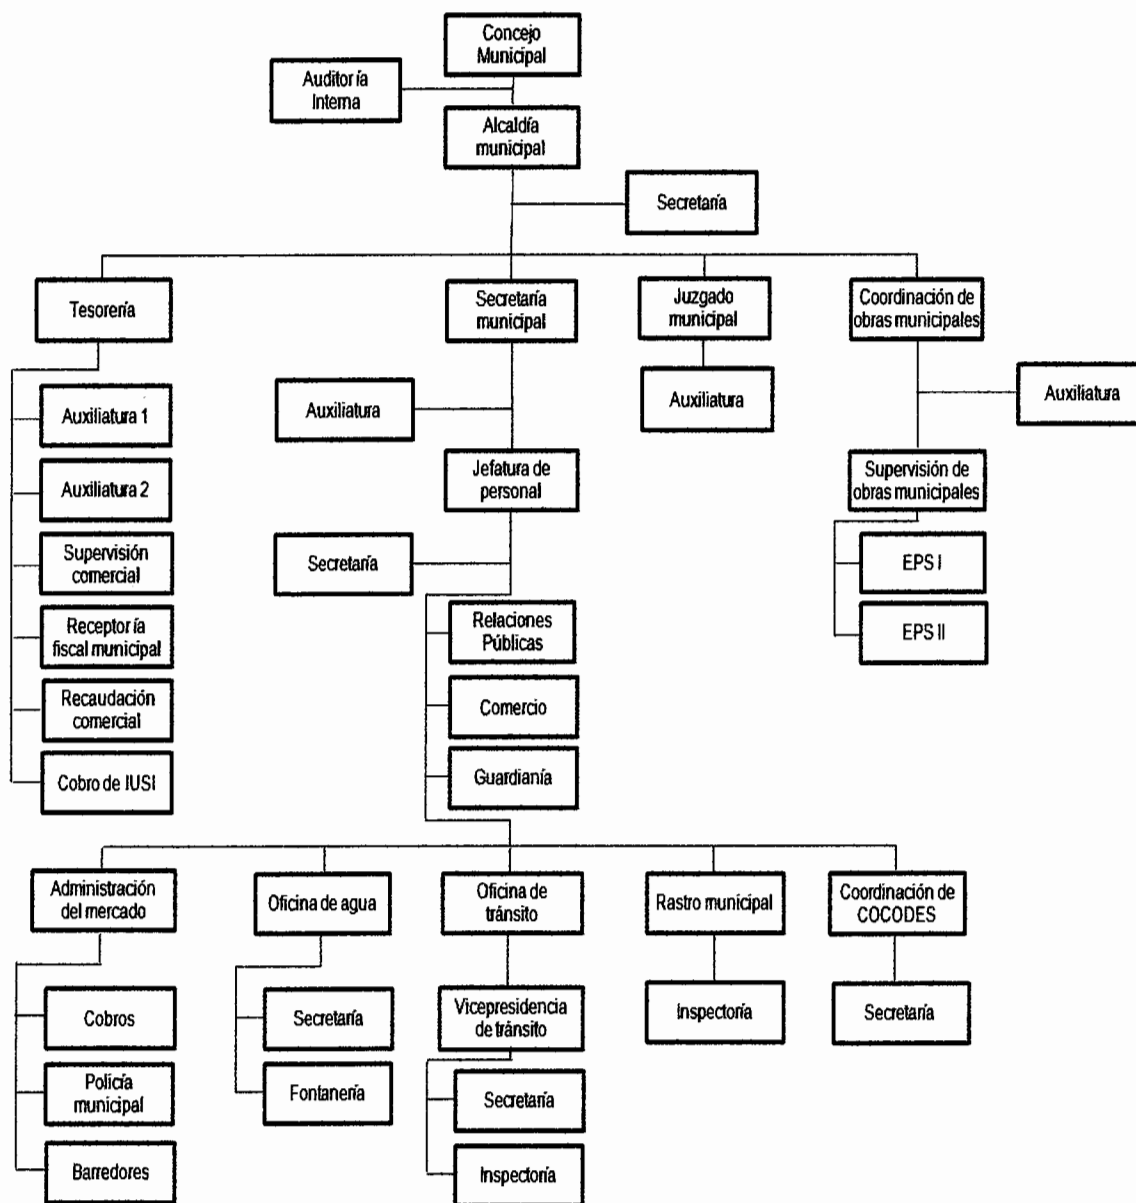 Concejo
Municipal
Auditoría
Interna
Alcaldía
municipal
Secretaría
Tesorería
Secretaría
municipal
Juzgado
municipal
Coordinación de
obras municipales
Auxiliatura 1
Auxiliatura
Auxiliatura
Auxiliatura
Auxiliatura 2
Jefatura de
personal
Supervisión de
obras municipales
Supervisión
comercial
Secretaría
EPS I
Receptoría
fiscal municipal
Relaciones
Públicas
EPS II
Recaudación
comercial
Comercio
Cobro de IUSI
Guardianía
Administración
del mercado
Oficina de agua
Oficina de
tránsito
Rastro municipal
Coordinación de
COCODES
Cobros
Secretaría
Vicepresidencia
de tránsito
Inspectoría
Secretaría
Policía
municipal
Fontanería
Secretaría
Barredores
Inspectoría